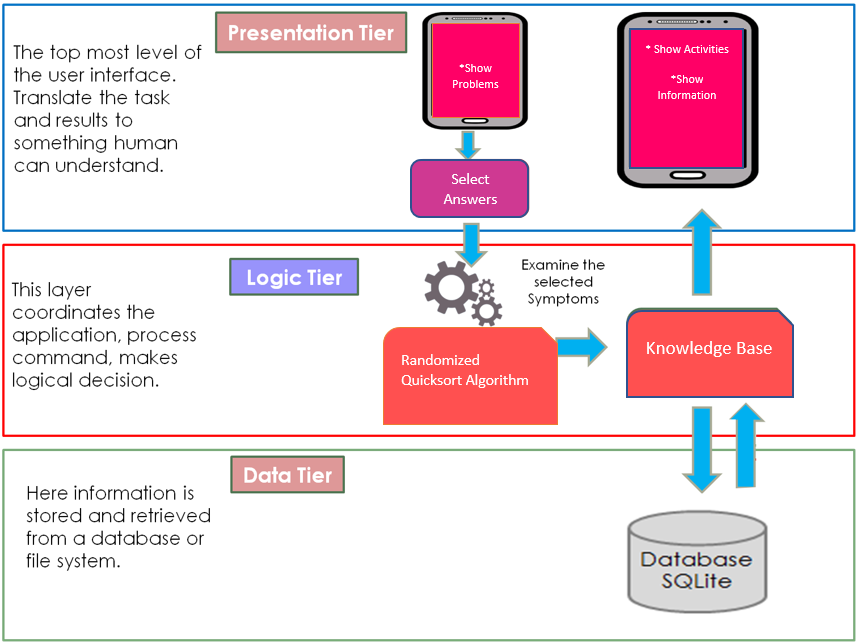 Presentation Tier
The top most level of
the user interface.
Translate the task
and results to
something human
can understand.
*Show
Problems
* Show Activities
*Show
Information
Select
Answers
Logic Tier
This layer
coordinates the
application, process
command, makes
logical decision.
Examine the
selected
Symptoms
Randomized
Quicksort Algorithm
Knowledge Base
Data Tier
Here information is
stored and retrieved
from a database or
file system.
Database
SQLite